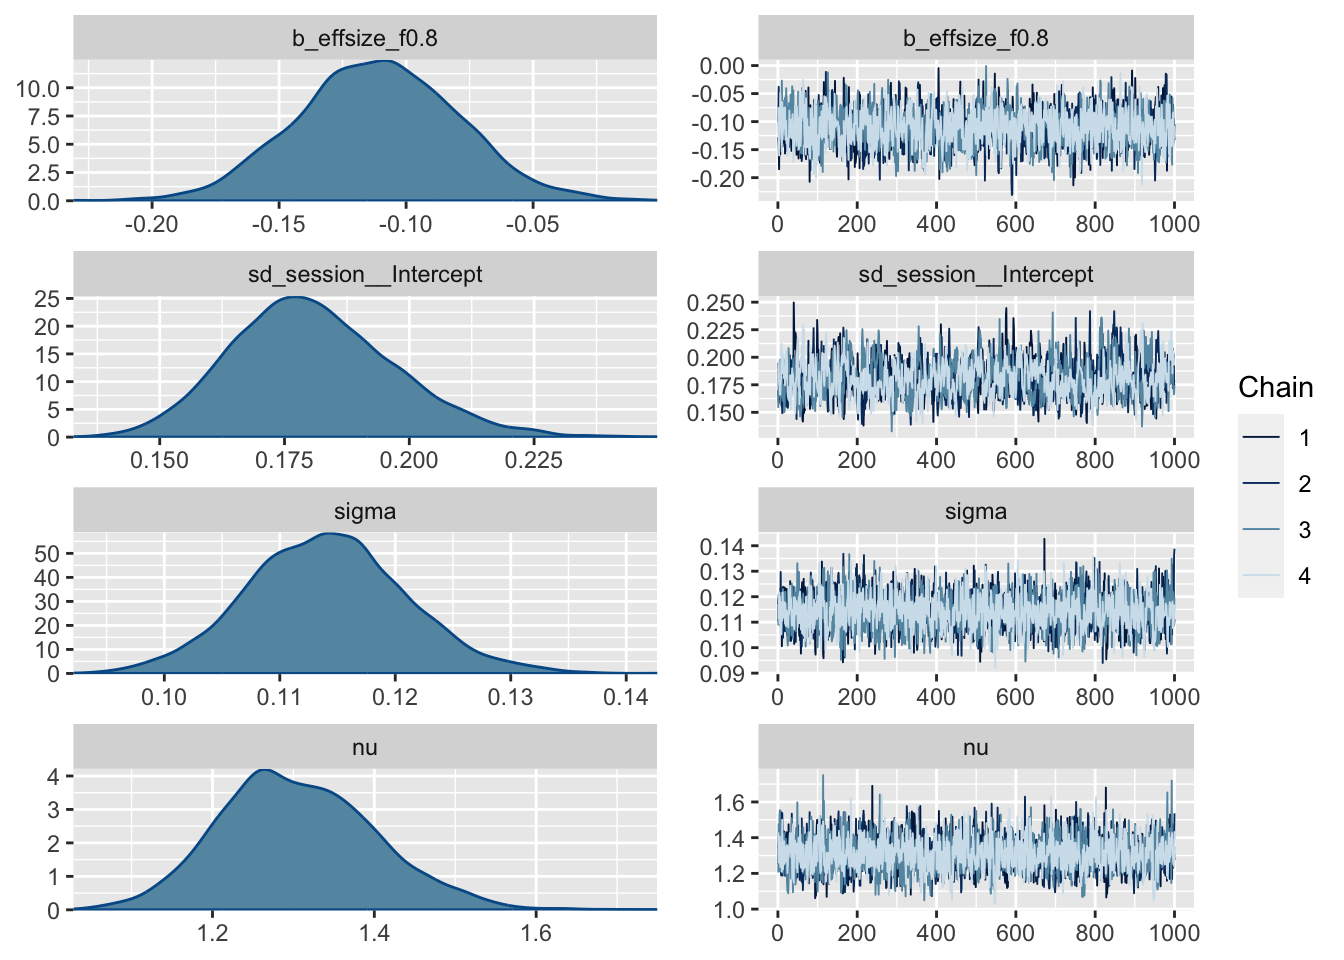 b_effsize_f0.8
10.0
7.5
5.0
2.5
0.0
-0.20 -0.15 -0.10 -0.05
b_effsize_f0.8
0.00
-0.05
-0.10
-0.15
-0.20
0 200 400 600 800 1000
sd_session__Intercept
25
20
15
10
5
0
0.150 0.175 0.200 0.225
sd_session__Intercept
0.250
0.225
0.200
0.175
0.150
0 200 400 600 800 1000
sigma
50
40
30
20
10
0
0.10 0.11 0.12 0.13 0.14
sigma
0.14
0.13
0.12
0.11
0.10
0.09
0 200 400 600 800 1000
nu
4
3
2
1
0
1.2 1.4 1.6
nu
1.6
1.4
1.2
1.0
0 200 400 600 800 1000
Chain
1
2
3
4